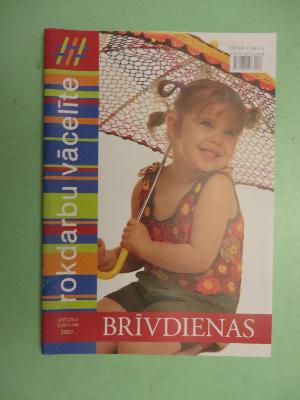 rokdarbu vācelīte
SPECIĀLS
IZDEVUMS
2007.
BRĪVDIENAS